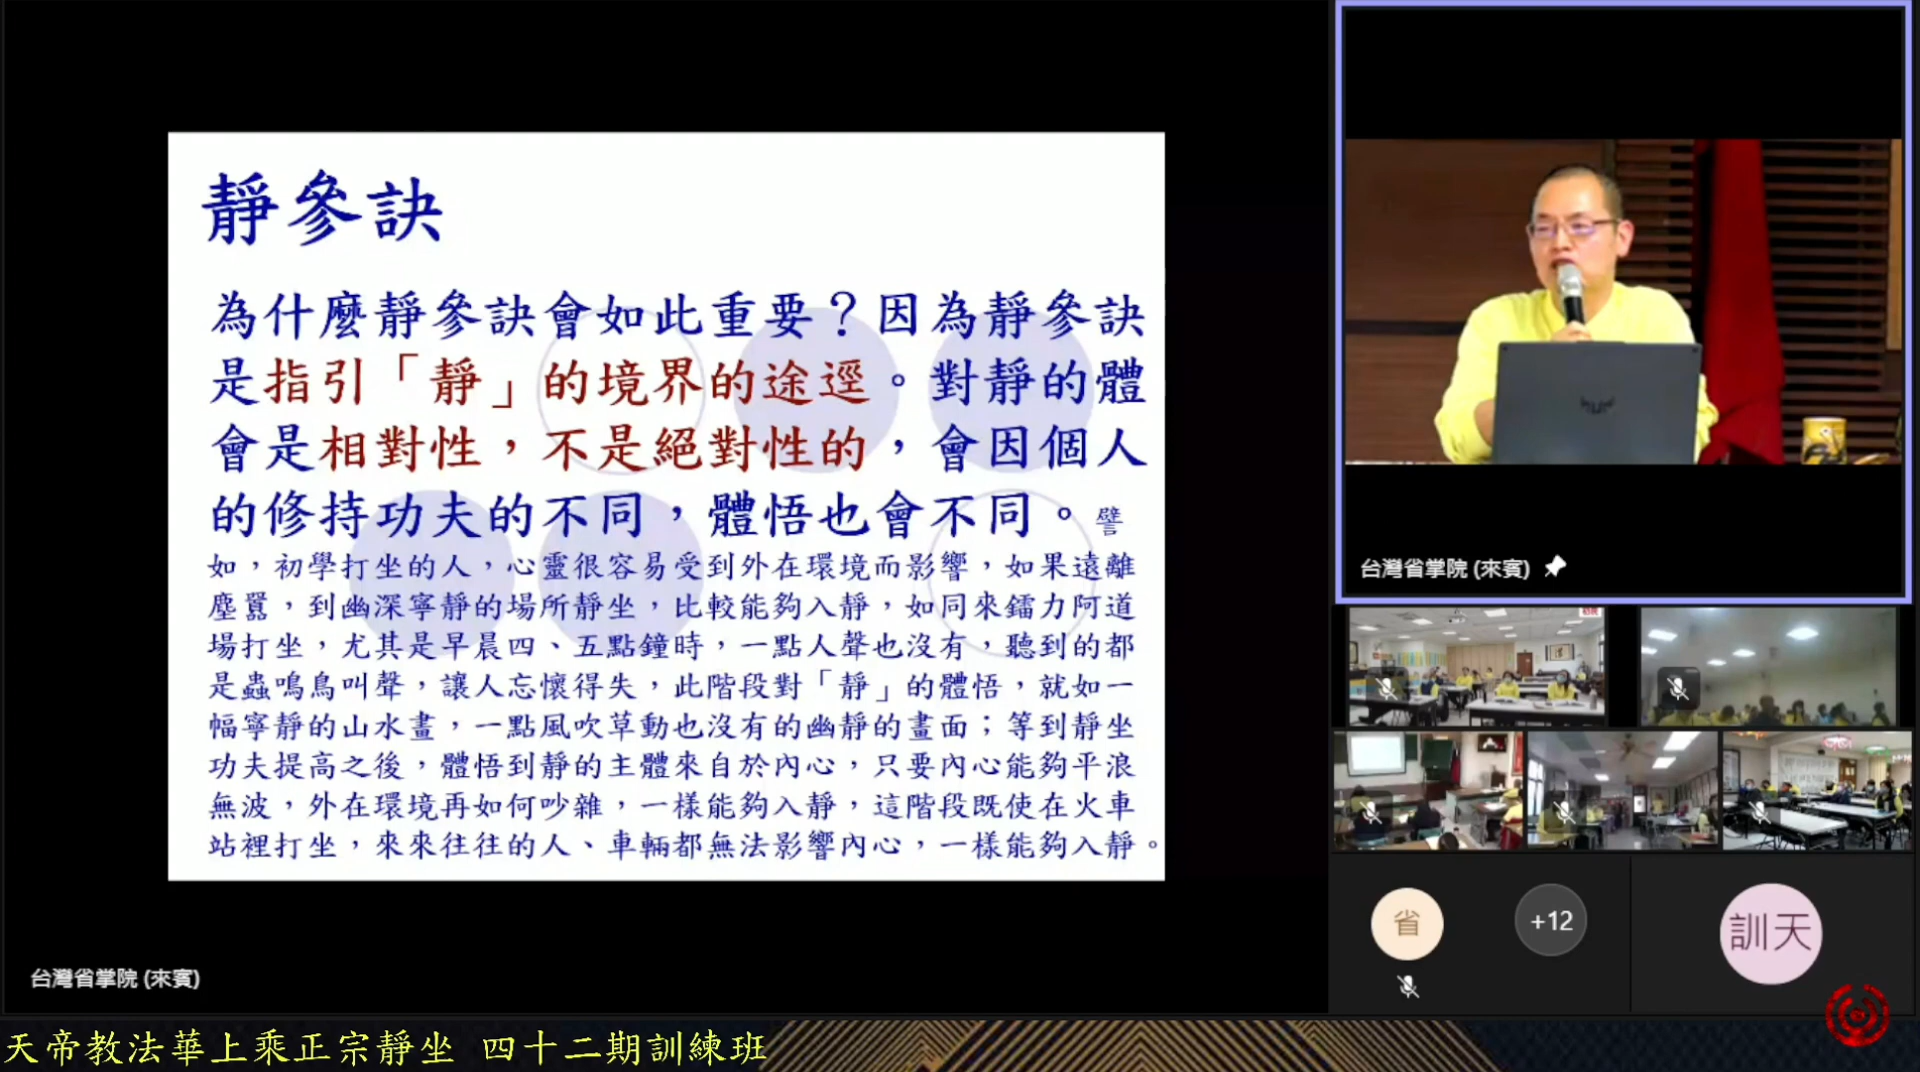 靜參訣
為什麼靜參訣會如此重要？因為靜參訣
是指引「靜」的境界的途逕。對靜的體
會是相對性，不是絕對性的，會因個人
的修持功夫的不同，體悟也會不同。譬
如，初學打坐的人，心靈很容易受到外在環境而影響，如果遠離
塵囂，到幽深寧靜的場所靜坐，比較能夠入靜，如同來鐳力阿道
場打坐，尤其是早晨四、五點鐘時，一點人聲也沒有，聽到的都
是蟲鳴鳥叫聲，讓人忘懷得失，此階段對「靜」的體悟，就如一
幅寧靜的山水畫，一點風吹草動也沒有的幽靜的畫面；等到靜坐
功夫提高之後，體悟到靜的主體來自於內心，只要內心能夠平浪
無波，外在環境再如何吵雜，一樣能夠入靜，這階段既使在火車
站裡打坐，來來往往的人、車輛都無法影響內心，一樣能夠入靜。
台灣省掌院 (來賓)
台灣省掌院 (來賓)
省
+12
訓天
天帝教法華上乘正宗靜坐 四十二期訓練班